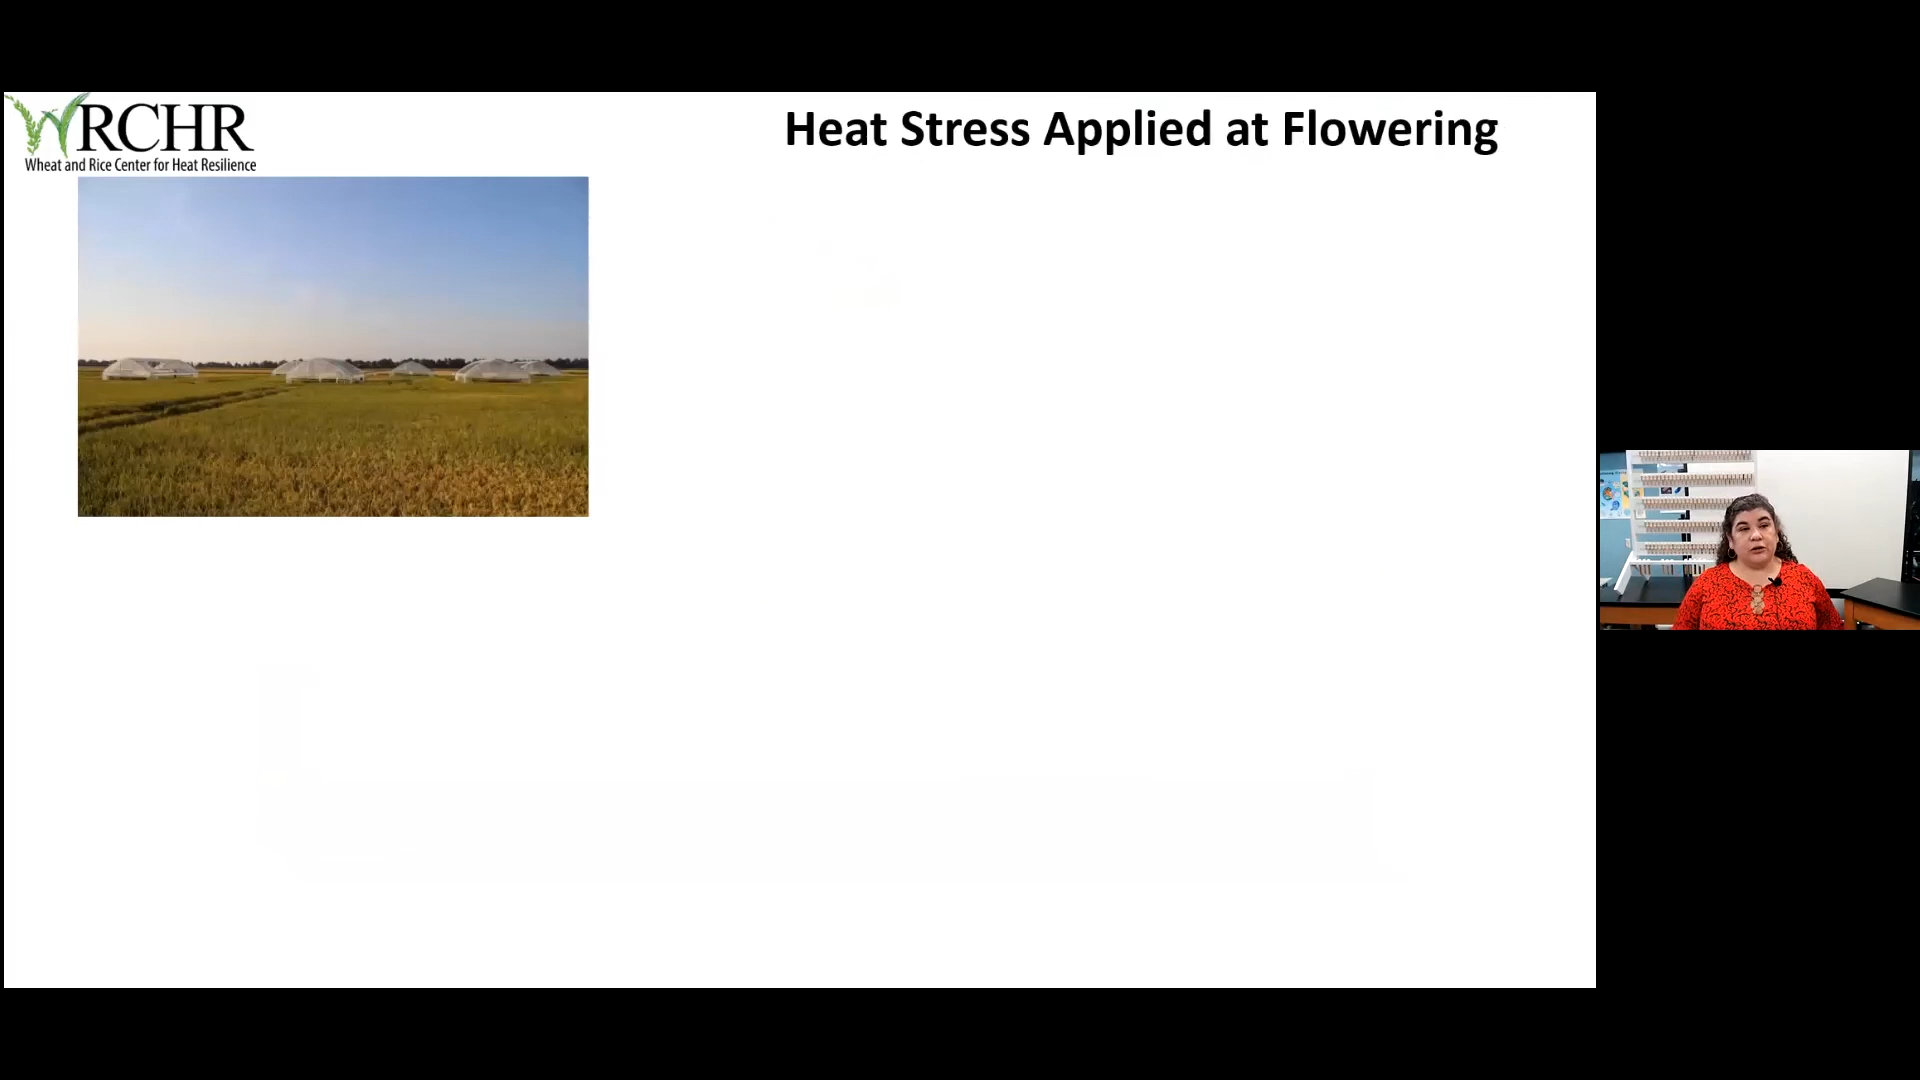 WRCHR
Wheat and Rice Center for Heat Resilience
Heat Stress Applied at Flowering